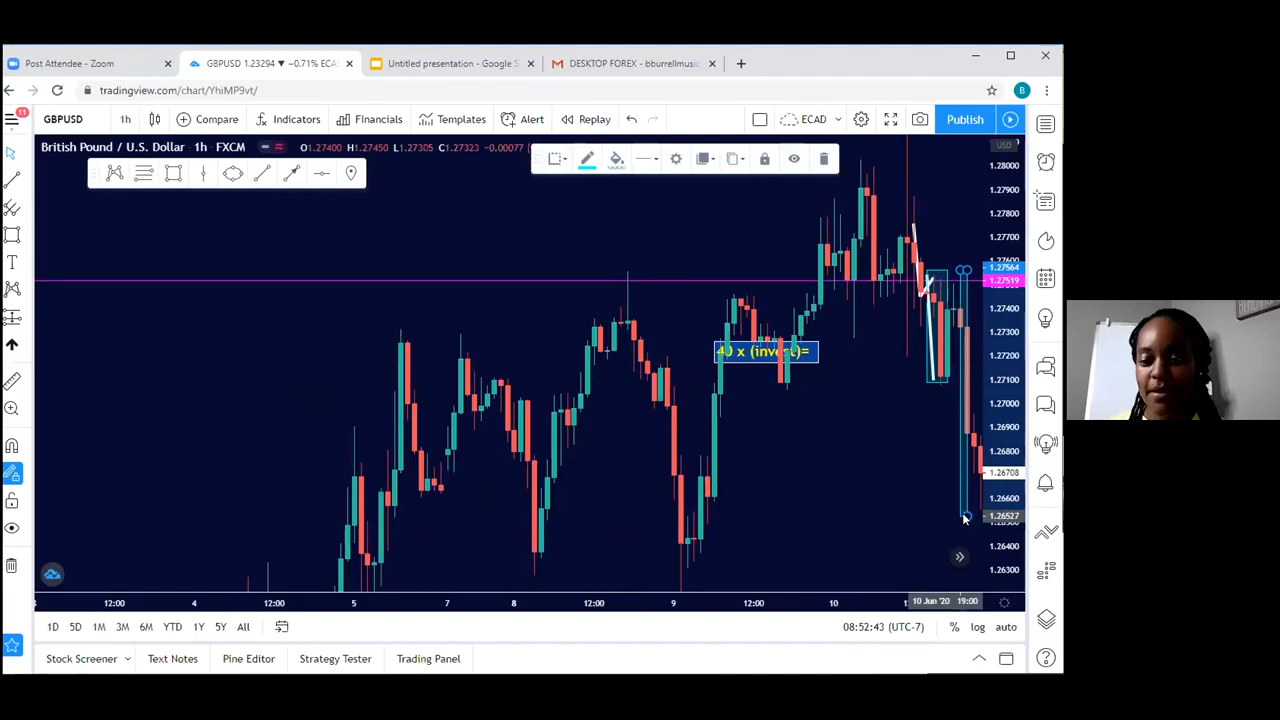 Post Attendee - Zoom
GBPUSD 1.23294 ▼ −0.71% ECA
Untitled presentation - Google S
DESKTOP FOREX - bburrellmusic
tradingview.com/chart/YhiMP9vt/
B
11
GBPUSD
1h
Compare
Indicators
Financials
Templates
Alert
Replay
ECAD
Publish
British Pound / U.S. Dollar · 1h · FXCM
O1.27400 H1.27450 L1.27305 C1.27323 −0.00077
USD
1.28000
1.27900
1.27800
1.27700
1.27564
1.27519
1.27400
1.27300
1.27200
1.27100
1.27000
1.26900
1.26800
1.26708
1.26600
1.26527
1.26400
1.26300
40 x (invest)=
12:00
4
12:00
5
7
8
12:00
9
12:00
10
10 Jun '20 19:00
1D
5D
1M
3M
6M
YTD
1Y
5Y
All
08:52:43 (UTC-7)
%
log
auto
Stock Screener
Text Notes
Pine Editor
Strategy Tester
Trading Panel